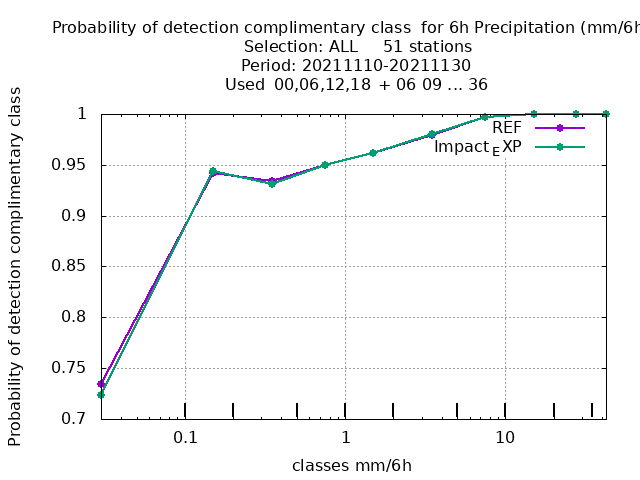 Probability of detection complimentary class for 6h Precipitation (mm/6h
Selection: ALL 51 stations
Period: 20211110-20211130
Used 00,06,12,18 + 06 09 ... 36
Probability of detection complimentary class
1
0.95
0.9
0.85
0.8
0.75
0.7
REF
Impact_EXP
0.1
1
10
classes mm/6h